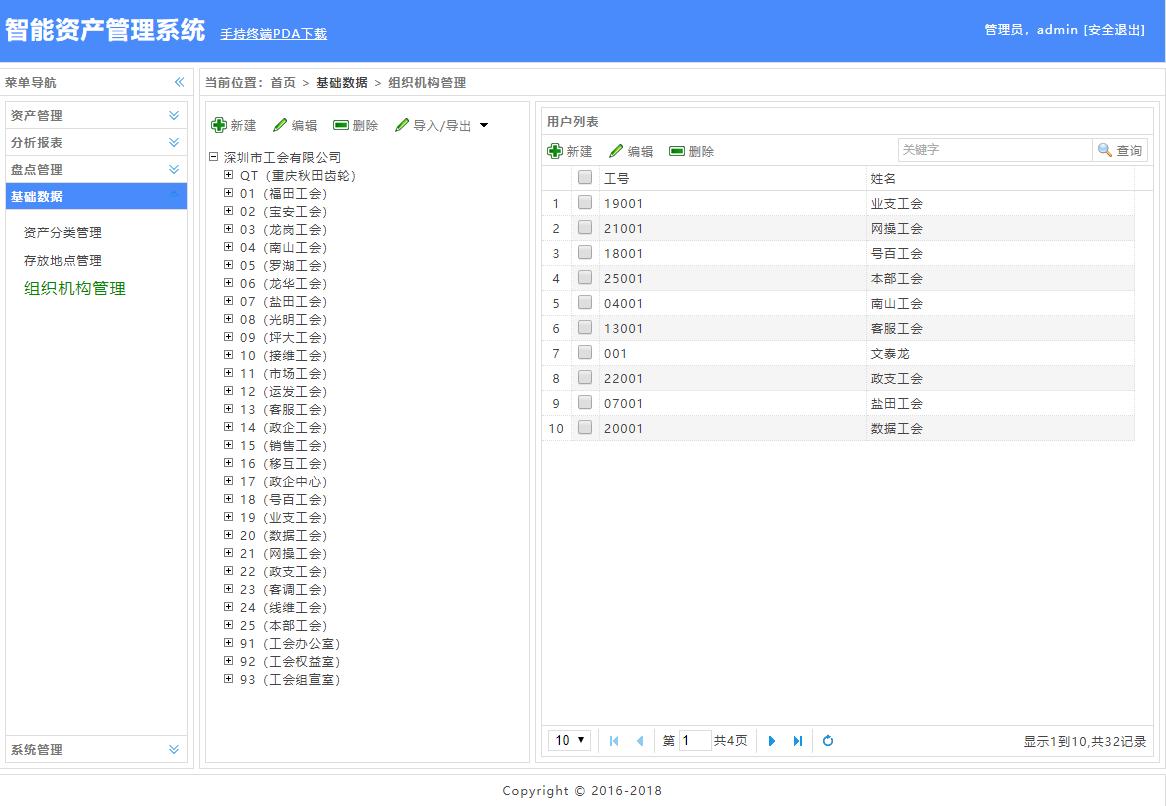 智能资产管理系统 手持终端PDA下载
管理员，admin [安全退出]
菜单导航
资产管理
分析报表
盘点管理
基础数据
资产分类管理
存放地点管理
组织机构管理
系统管理
当前位置：首页 > 基础数据 > 组织机构管理
新建 编辑 删除 导入/导出
深圳市工会有限公司
QT（重庆秋田齿轮）
01（福田工会）
02（宝安工会）
03（龙岗工会）
04（南山工会）
05（罗湖工会）
06（龙华工会）
07（盐田工会）
08（光明工会）
09（坪大工会）
10（接维工会）
11（市场工会）
12（运发工会）
13（客服工会）
14（政企工会）
15（销售工会）
16（移互工会）
17（政企中心）
18（号百工会）
19（业支工会）
20（数据工会）
21（网操工会）
22（政支工会）
23（客调工会）
24（线维工会）
25（本部工会）
91（工会办公室）
92（工会权益室）
93（工会组宣室）
用户列表
新建 编辑 删除 关键字 查询
工号 姓名
1 19001 业支工会
2 21001 网操工会
3 18001 号百工会
4 25001 本部工会
5 04001 南山工会
6 13001 客服工会
7 001 文泰龙
8 22001 政支工会
9 07001 盐田工会
10 20001 数据工会
10 第 1 共4页 显示1到10,共32记录
Copyright © 2016-2018